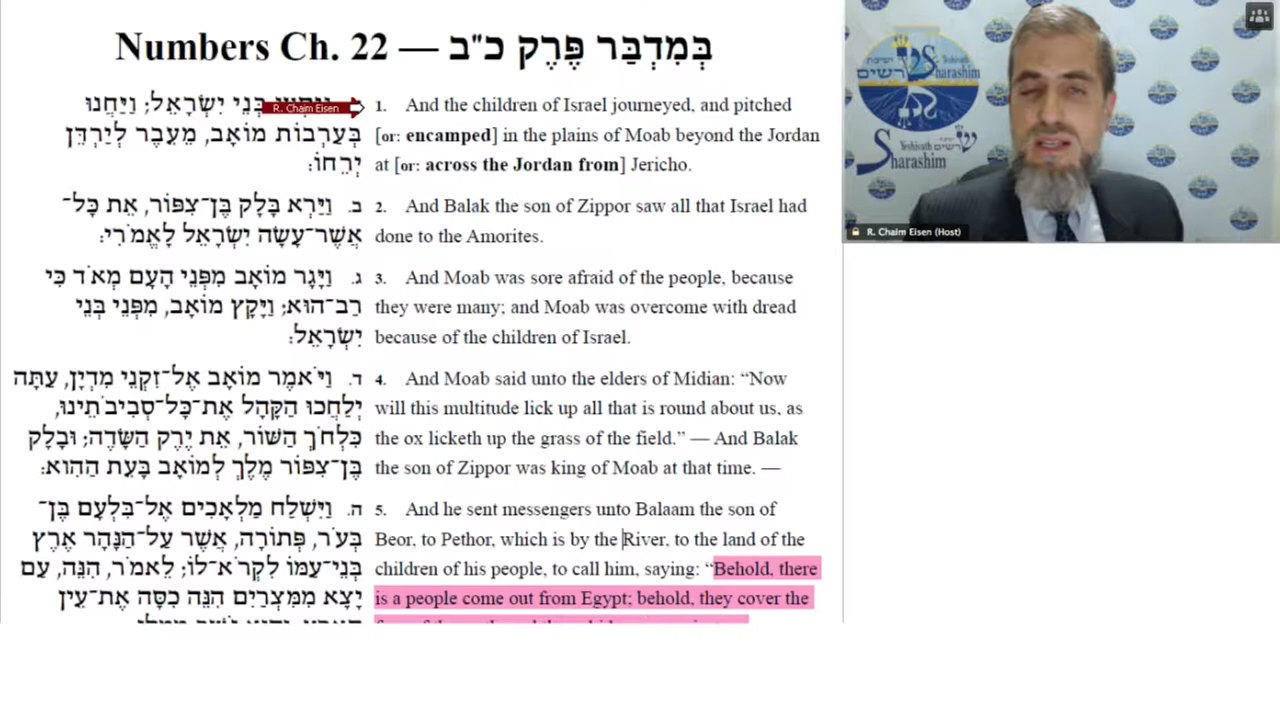 Numbers Ch. 22 — בְּמִדְבַּר פֶּרֶק כ"ב
בְּנֵי יִשְׂרָאֵל; וַיַּחֲנוּ
בְּעַרְבוֹת מוֹאָב, מֵעֵבֶר לְיַרְדֵּן
יְרֵחוֹ:
R. Chaim Eisen
1. And the children of Israel journeyed, and pitched
[or: encamped] in the plains of Moab beyond the Jordan
at [or: across the Jordan from] Jericho.
ב. וַיַּרְא בָּלָק בֶּן־צִפּוֹר, אֵת כָּל־
אֲשֶׁר־עָשָׂה יִשְׂרָאֵל לָאֱמֹרִי:
2. And Balak the son of Zippor saw all that Israel had
done to the Amorites.
ג. וַיָּגָר מוֹאָב מִפְּנֵי הָעָם מְאֹד כִּי
רַב־הוּא; וַיָּקָץ מוֹאָב, מִפְּנֵי בְּנֵי
יִשְׂרָאֵל:
3. And Moab was sore afraid of the people, because
they were many; and Moab was overcome with dread
because of the children of Israel.
ד. וַיֹּאמֶר מוֹאָב אֶל־זִקְנֵי מִדְיָן, עַתָּה
יְלַחֲכוּ הַקָּהָל אֶת־כָּל־סְבִיבֹתֵינוּ,
כִּלְחֹךְ הַשּׁוֹר, אֵת יֶרֶק הַשָּׂדֶה; וּבָלָק
בֶּן־צִפּוֹר מֶלֶךְ לְמוֹאָב בָּעֵת הַהִוא:
4. And Moab said unto the elders of Midian: “Now
will this multitude lick up all that is round about us, as
the ox licketh up the grass of the field.” — And Balak
the son of Zippor was king of Moab at that time. —
ה. וַיִּשְׁלַח מַלְאָכִים אֶל־בִּלְעָם בֶּן־
בְּעֹר, פְּתוֹרָה, אֲשֶׁר עַל־הַנָּהָר אֶרֶץ
בְּנֵי־עַמּוֹ לִקְרֹא־לוֹ; לֵאמֹר, הִנֵּה, עַם
יָצָא מִמִּצְרַיִם הִנֵּה כִסָּה אֶת־עֵין
5. And he sent messengers unto Balaam the son of
Beor, to Pethor, which is by the River, to the land of the
children of his people, to call him, saying: “Behold, there
is a people come out from Egypt; behold, they cover the
ישיבת
שרשים
Sharashim
Yeshivath
שרשים
Sharashim
R. Chaim Eisen (Host)